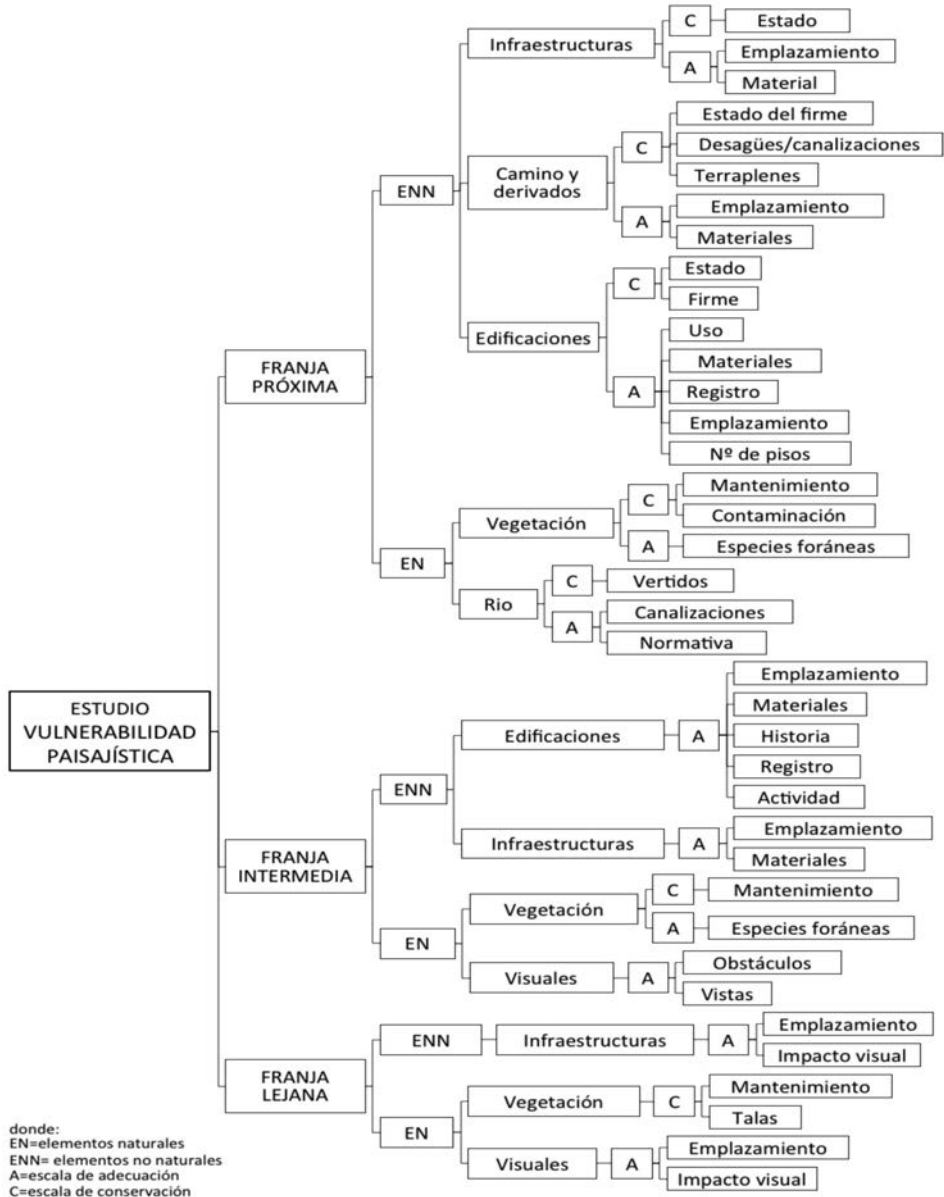 ESTUDIO
VULNERABILIDAD
PAISAJÍSTICA
FRANJA
PRÓXIMA
ENN
Infraestructuras
C
Estado
A
Emplazamiento
Material
Camino y
derivados
C
Estado del firme
Desagües/canalizaciones
Terraplenes
A
Emplazamiento
Materiales
Edificaciones
C
Estado
Firme
A
Uso
Materiales
Registro
Emplazamiento
Nº de pisos
EN
Vegetación
C
Mantenimiento
Contaminación
A
Especies foráneas
Rio
C
Vertidos
A
Canalizaciones
Normativa
FRANJA
INTERMEDIA
ENN
Edificaciones
A
Emplazamiento
Materiales
Historia
Registro
Actividad
Infraestructuras
A
Emplazamiento
Materiales
EN
Vegetación
C
Mantenimiento
A
Especies foráneas
Visuales
A
Obstáculos
Vistas
FRANJA
LEJANA
ENN
Infraestructuras
A
Emplazamiento
Impacto visual
EN
Vegetación
C
Mantenimiento
Talas
Visuales
A
Emplazamiento
Impacto visual
donde:
EN=elementos naturales
ENN= elementos no naturales
A=escala de adecuación
C=escala de conservación